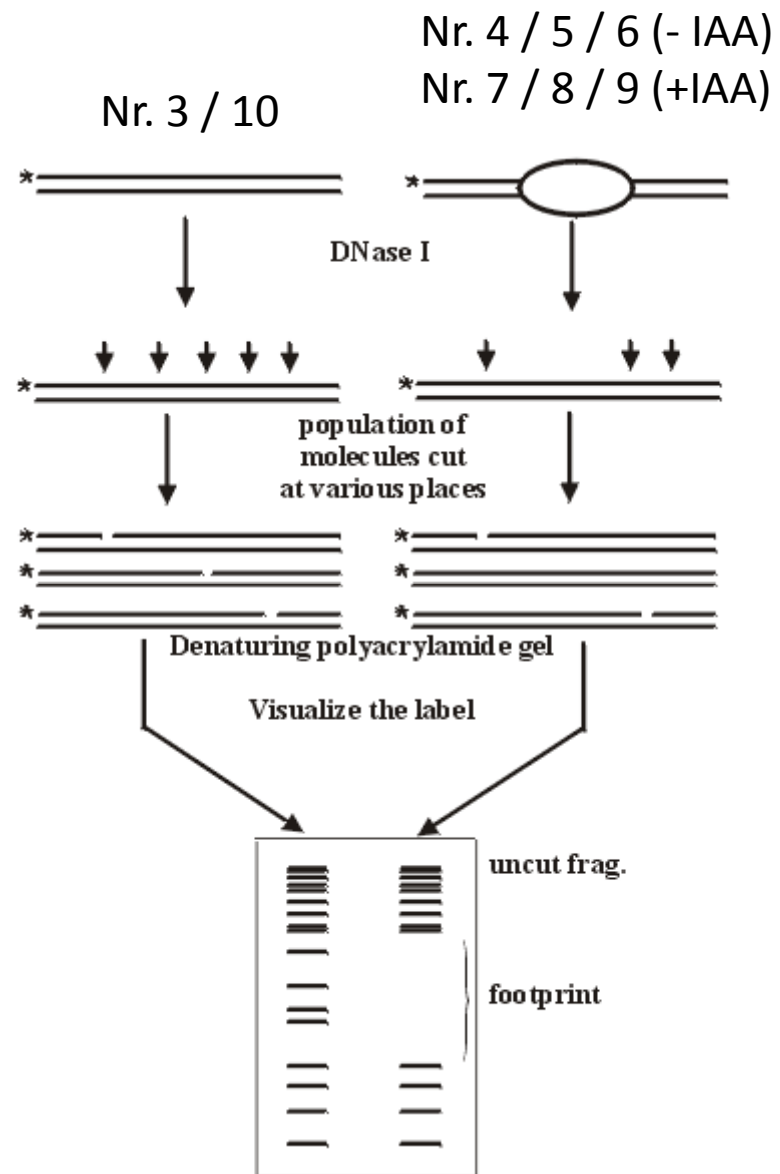 Nr. 4 / 5 / 6 (- IAA)
Nr. 7 / 8 / 9 (+IAA)
Nr. 3 / 10
*
*
DNase I
*
*
population of
molecules cut
at various places
*
*
*
*
*
*
Denaturing polyacrylamide gel
Visualize the label
uncut frag.
footprint